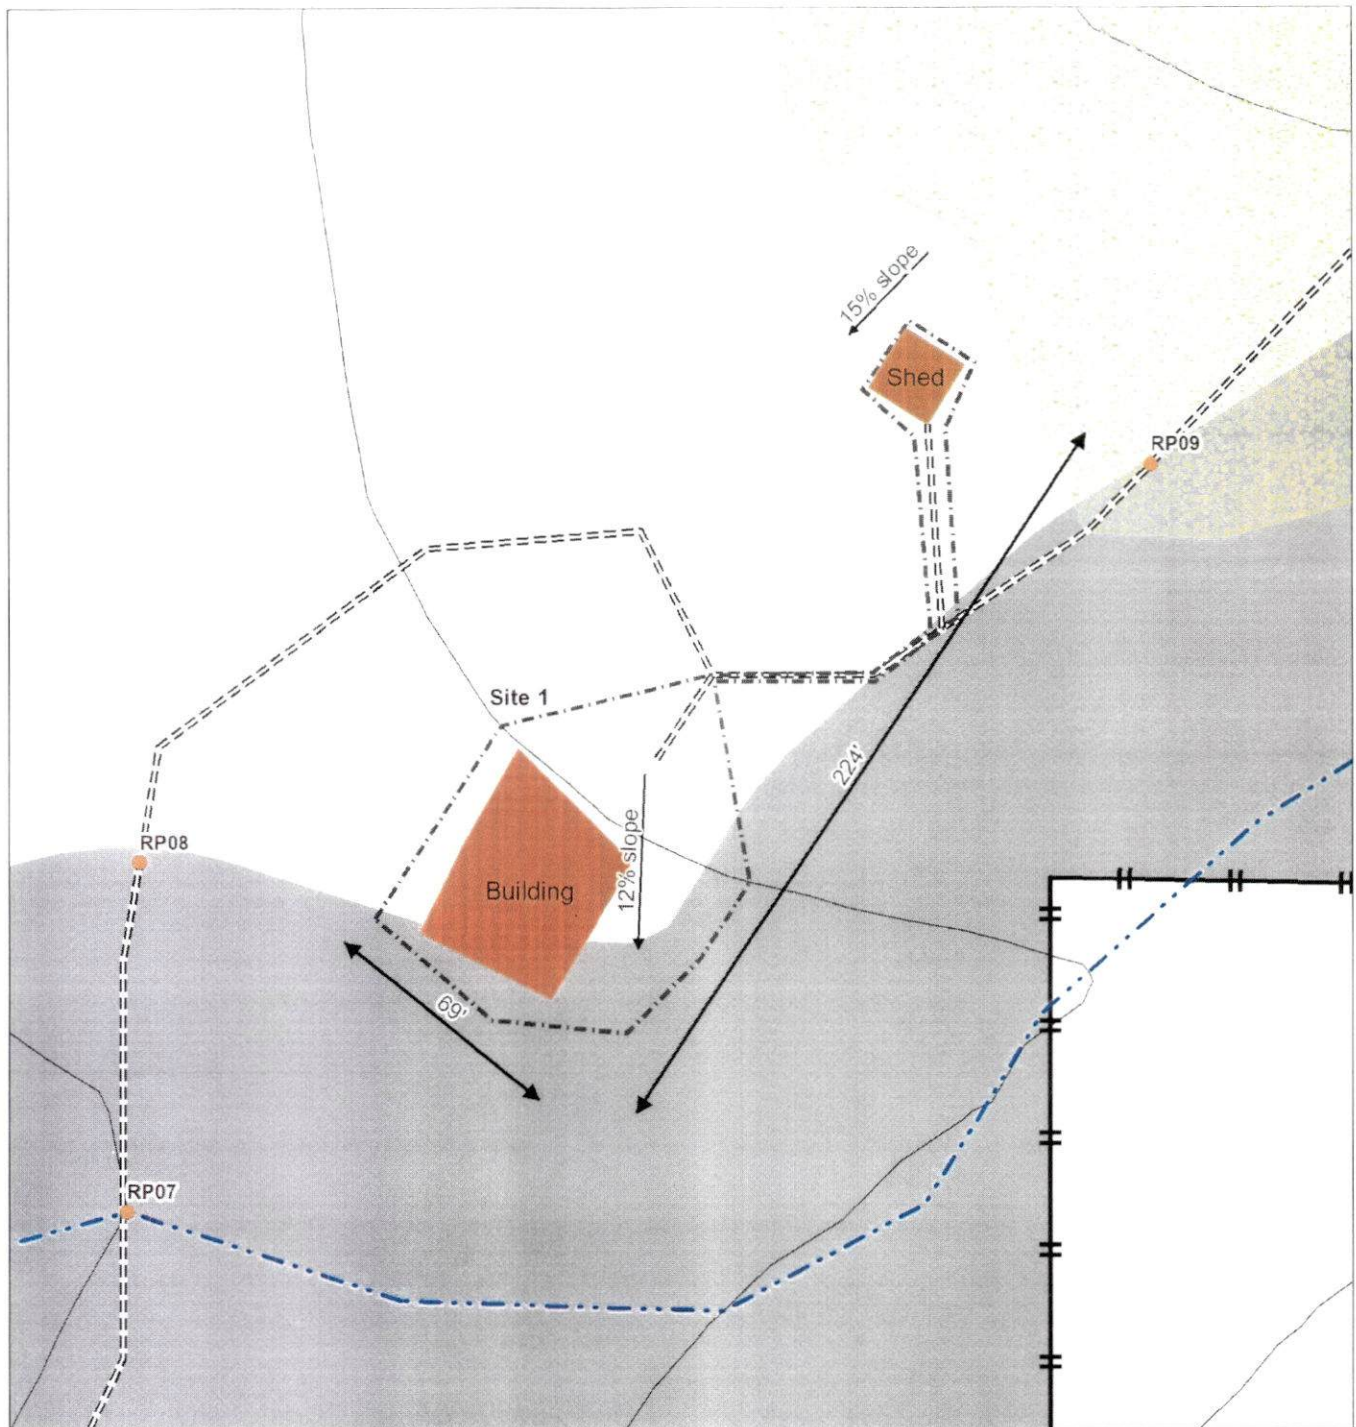 15% slope
Shed
RP09
Site 1
224'
RP08
12% slope
Building
69'
RP07